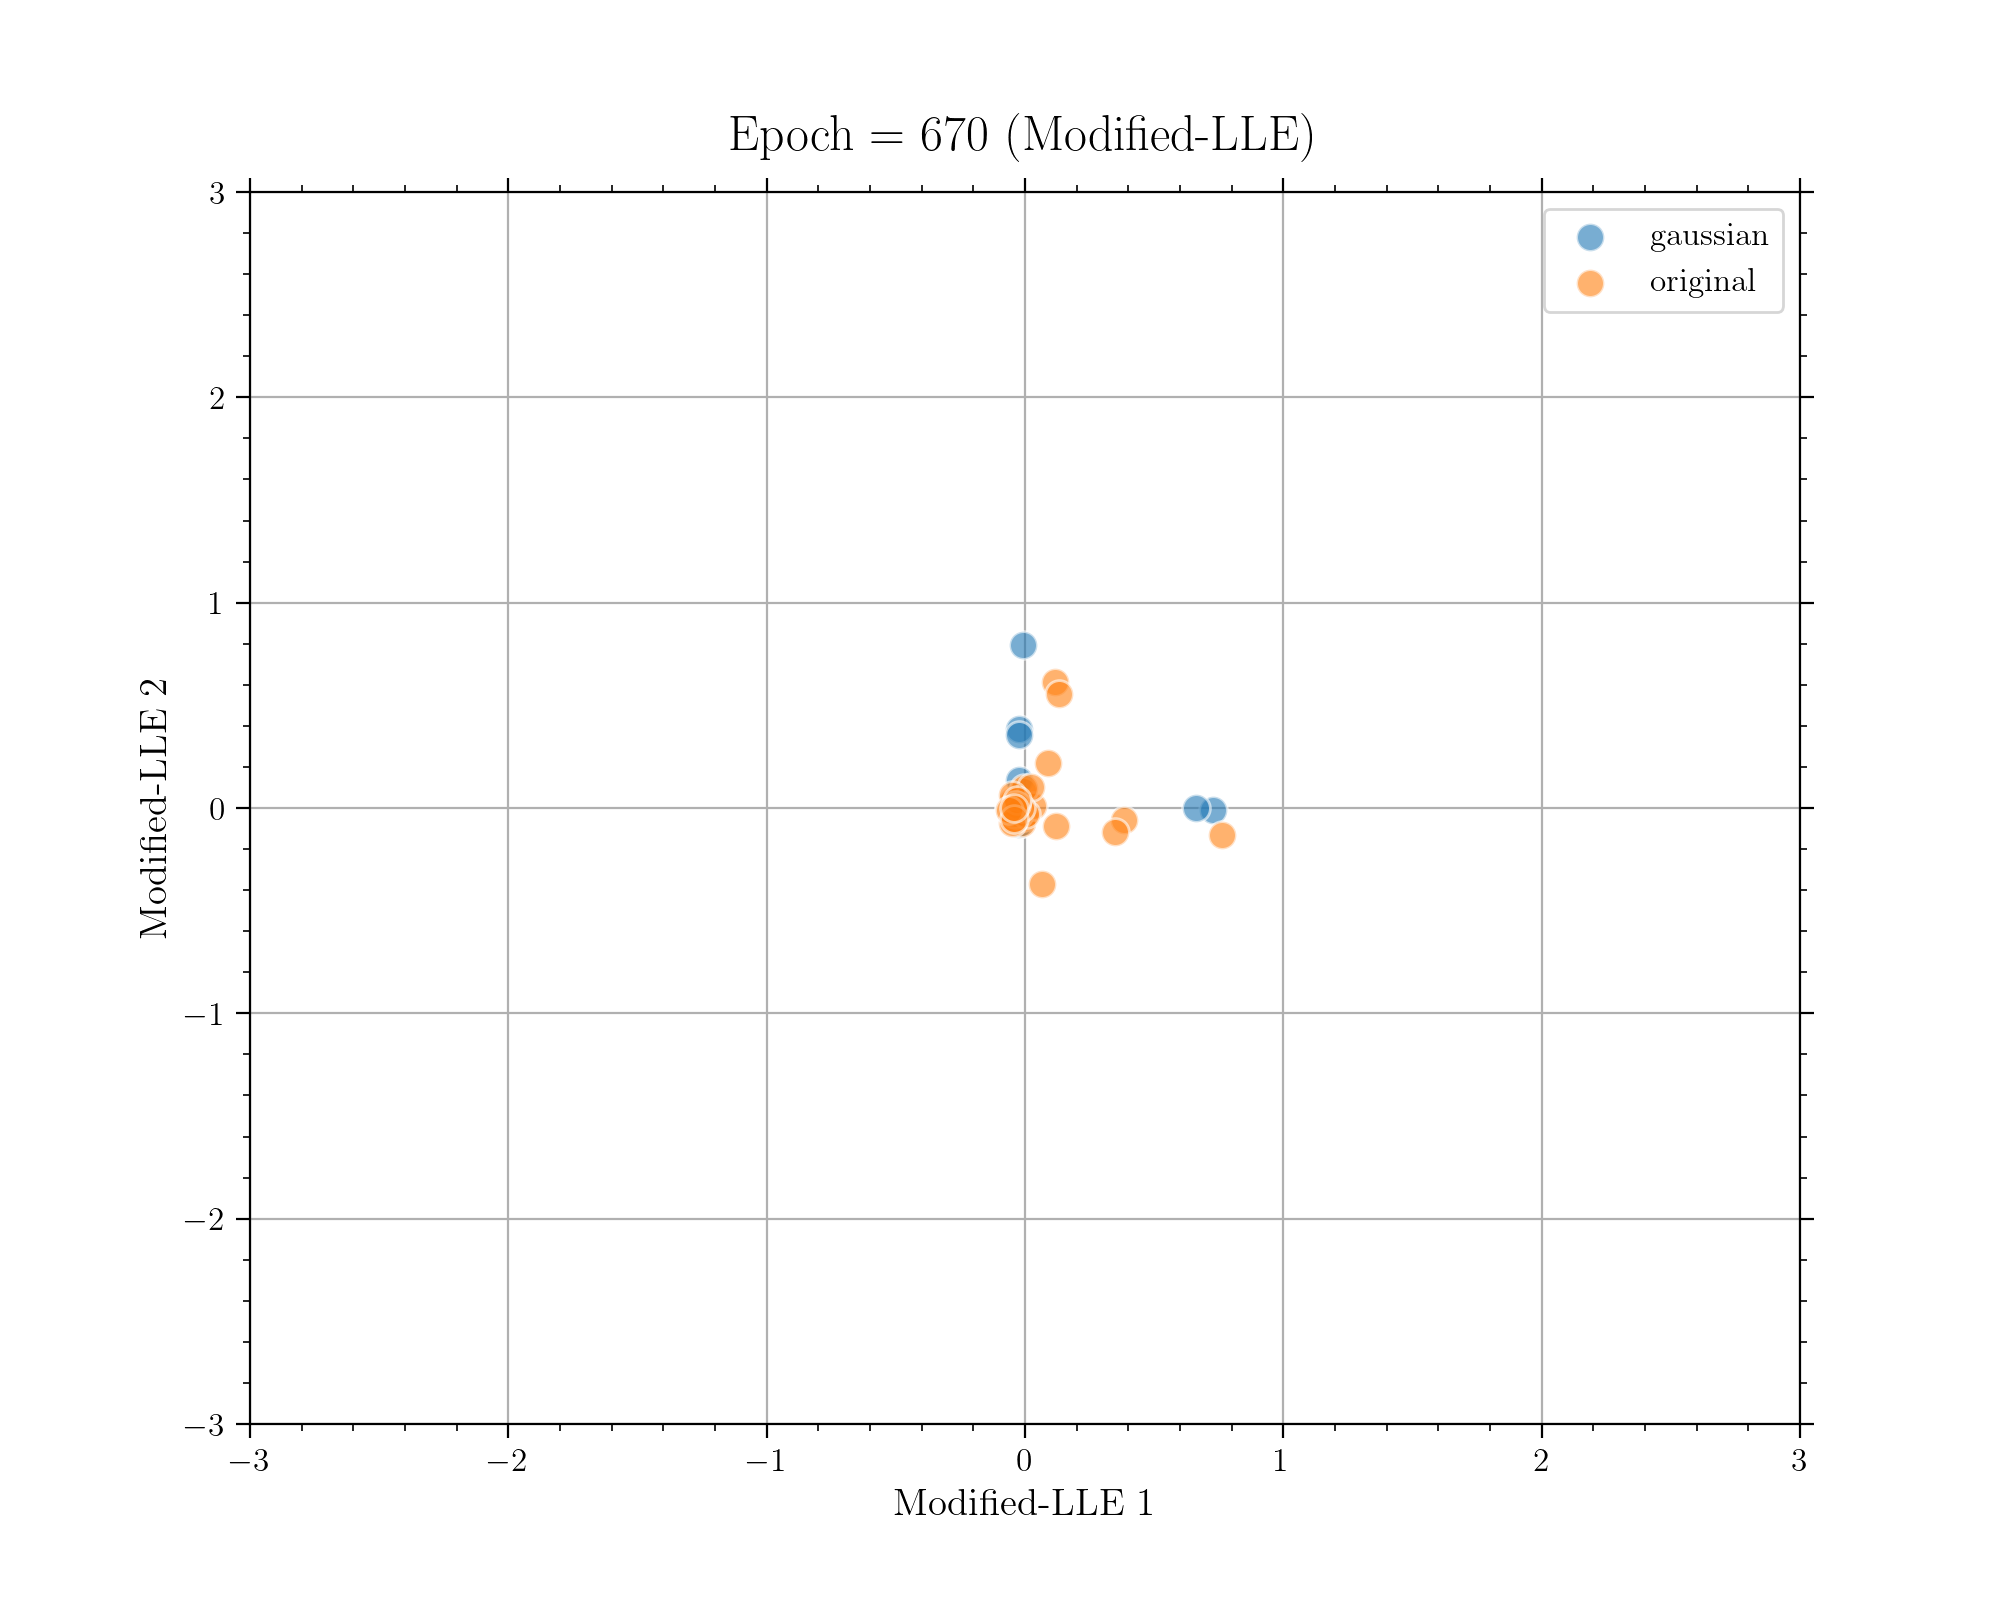 Epoch = 670 (Modified-LLE)
gaussian
original
3
2
1
0
−1
−2
−3
Modified-LLE 2
−3
−2
−1
0
1
2
3
Modified-LLE 1